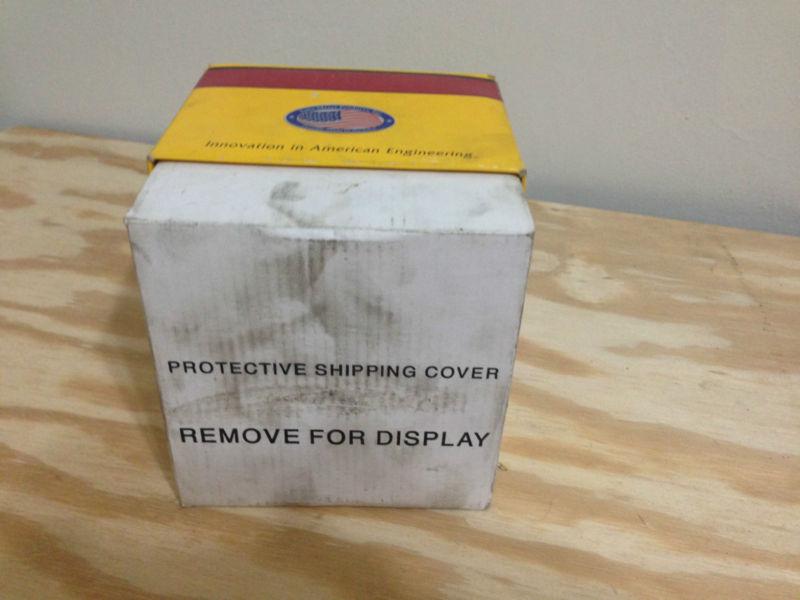 Innovation in American Engineering
PROTECTIVE SHIPPING COVER
REMOVE FOR DISPLAY